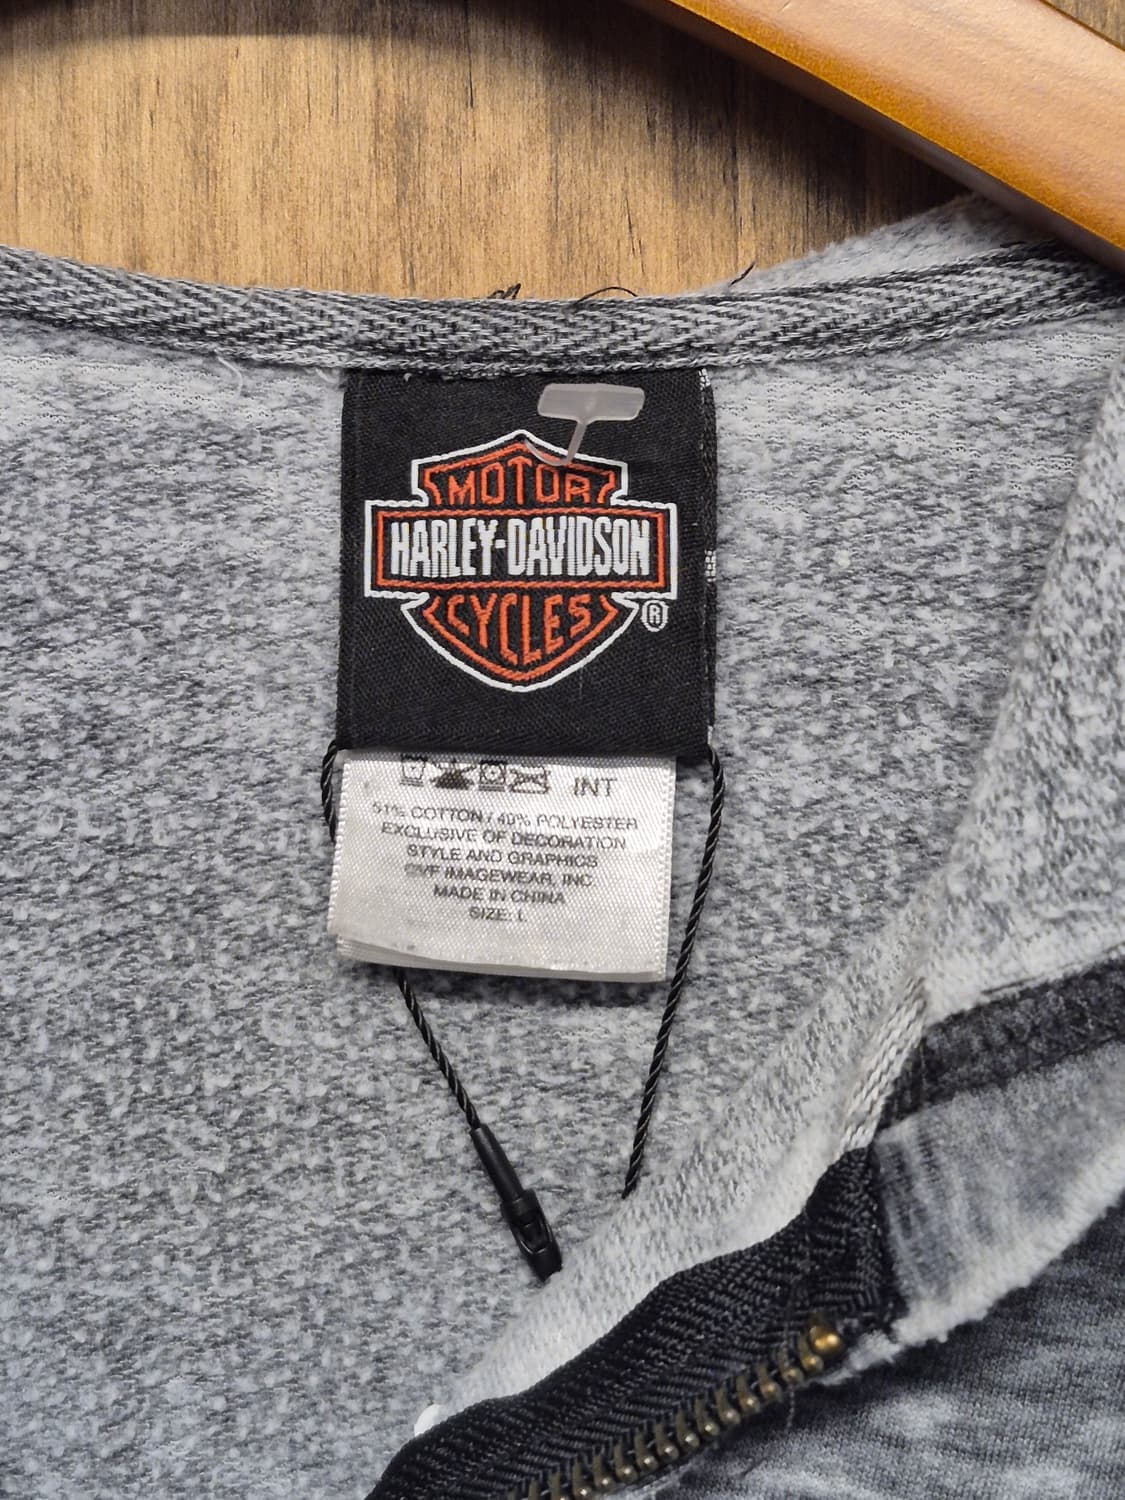 MOTOR
HARLEY-DAVIDSON
CYCLES
®
INT
51% COTTON / 49% POLYESTER
EXCLUSIVE OF DECORATION
STYLE AND GRAPHICS
©VF IMAGEWEAR, INC.
MADE IN CHINA
SIZE: L